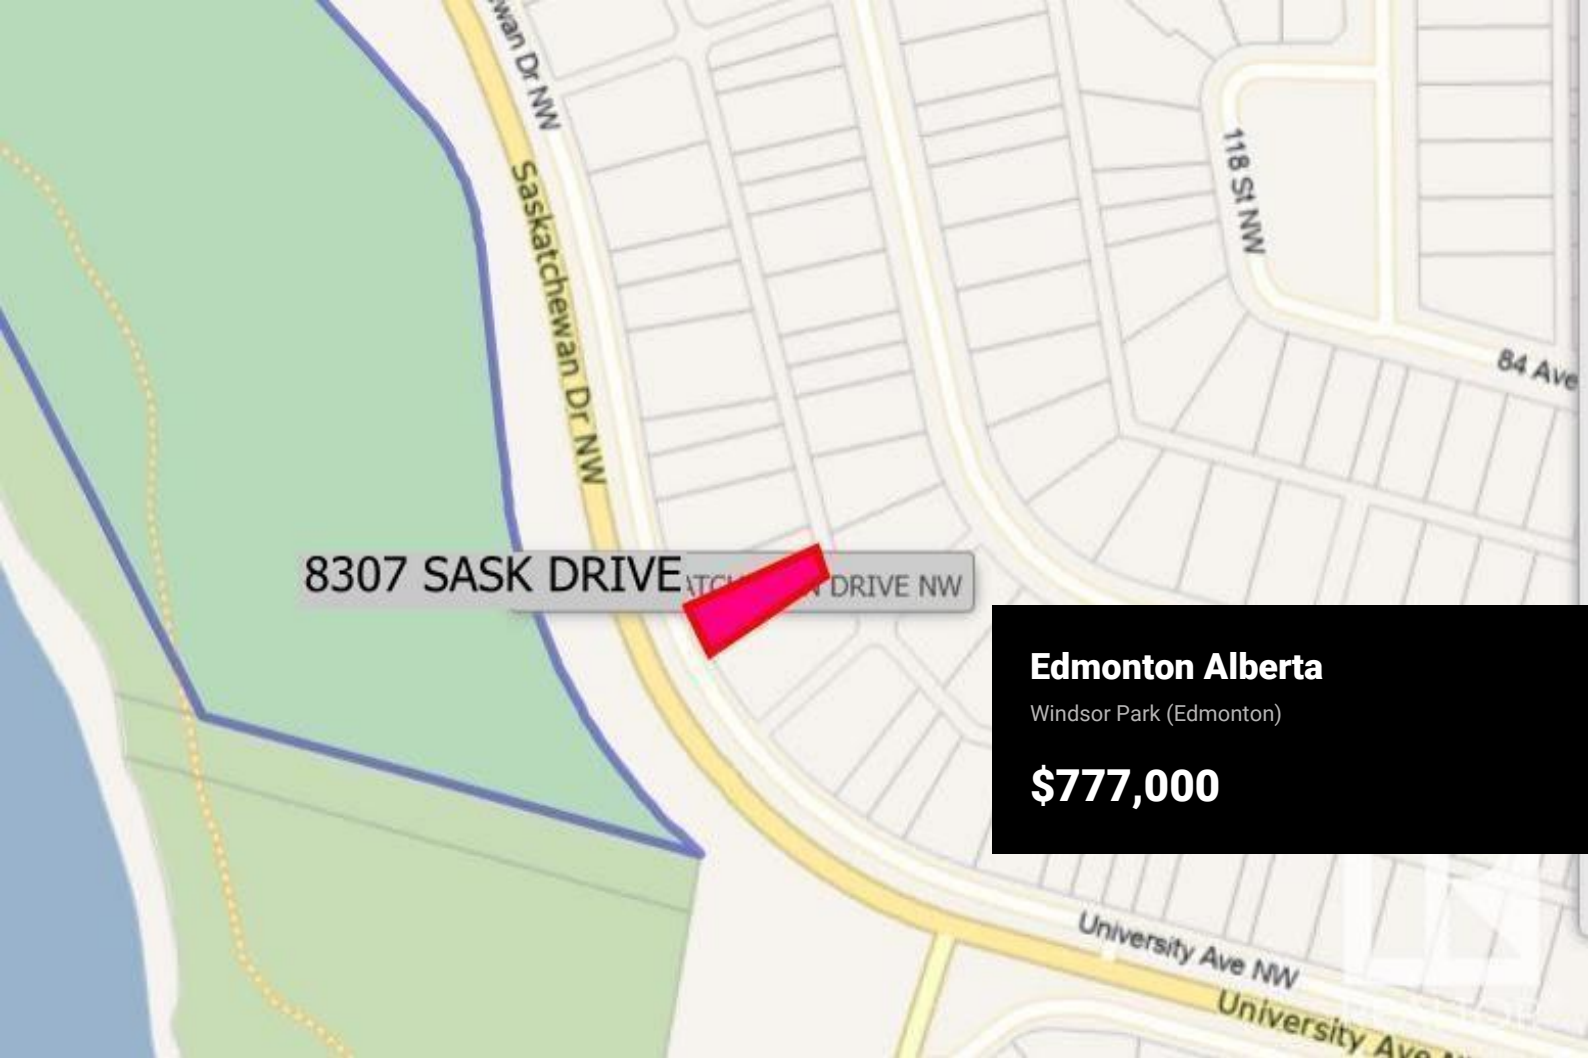 wan Dr NW
Saskatchewan Dr NW
118 St NW
84 Ave
8307 SASK DRIVE
DRIVE NW
Edmonton Alberta
Windsor Park (Edmonton)
$777,000
University Ave NW
University Ave
REALTOR